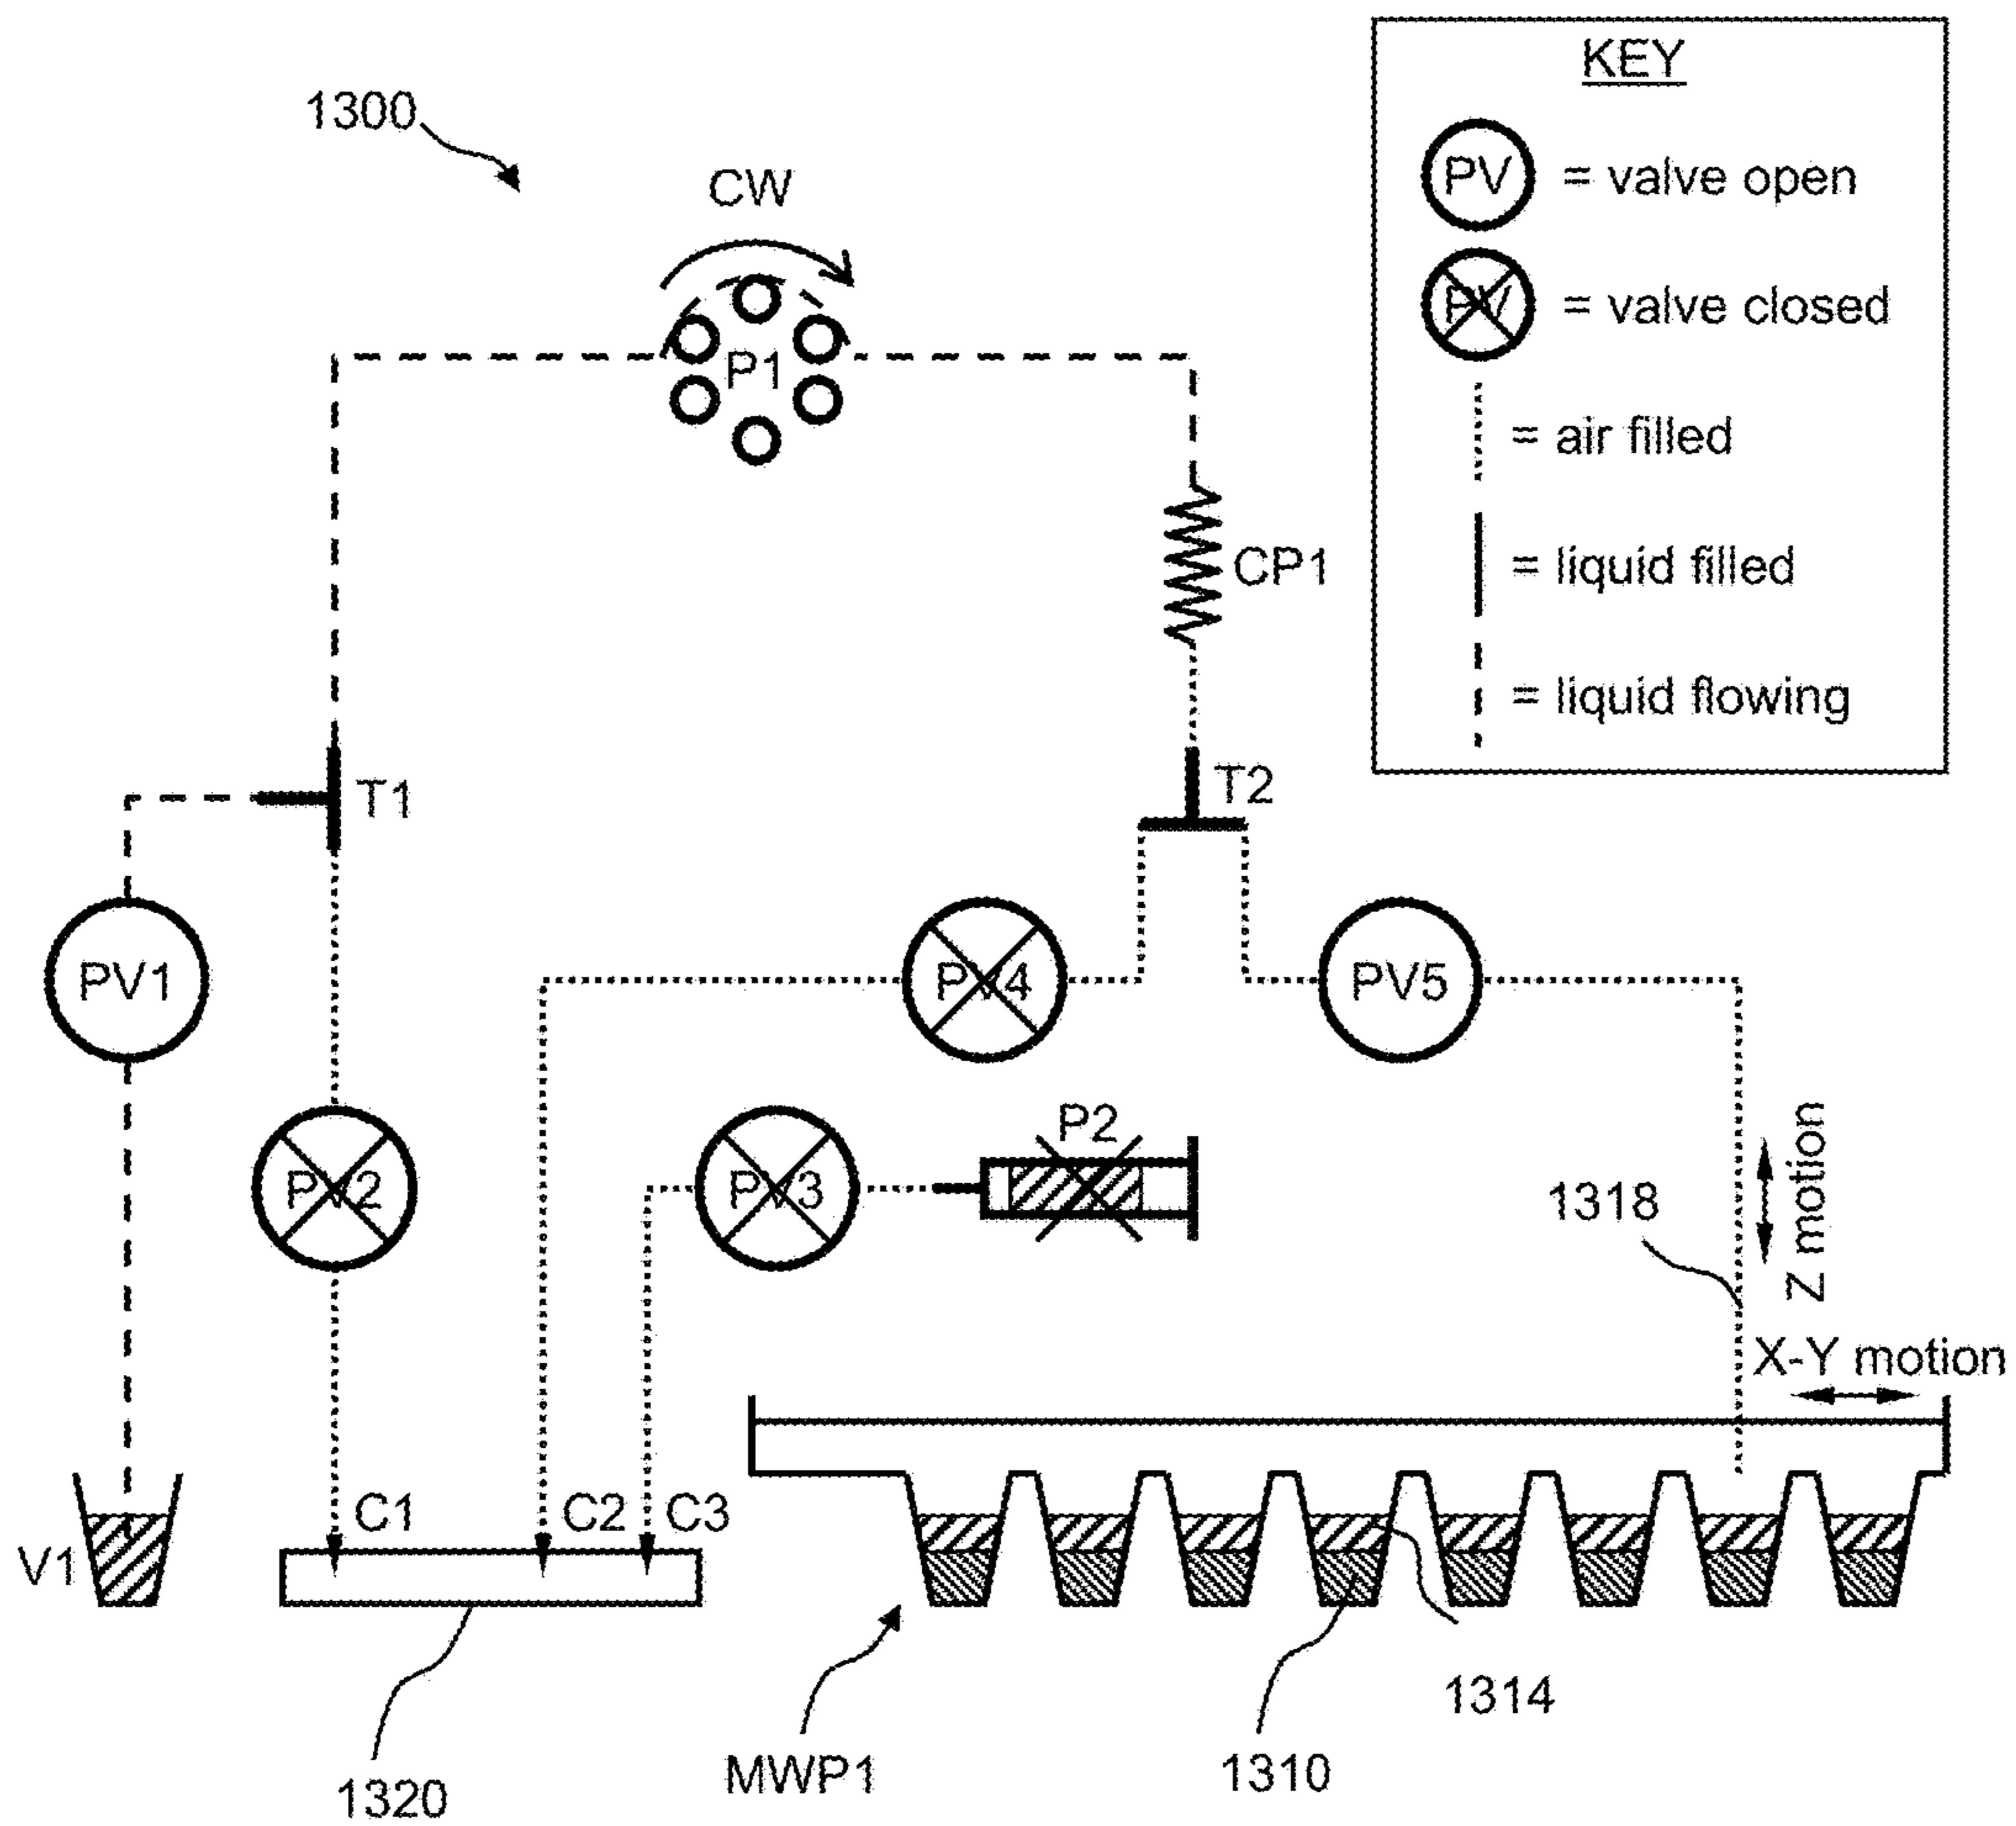 KEY
PV = valve open
PV = valve closed
= air filled
= liquid filled
= liquid flowing
1300
CW
P1
CP1
T1
T2
PV1
PV4
PV5
P2
PV2
PV3
1318
Z motion
X-Y motion
C1
C2
C3
V1
1314
MWP1
1310
1320